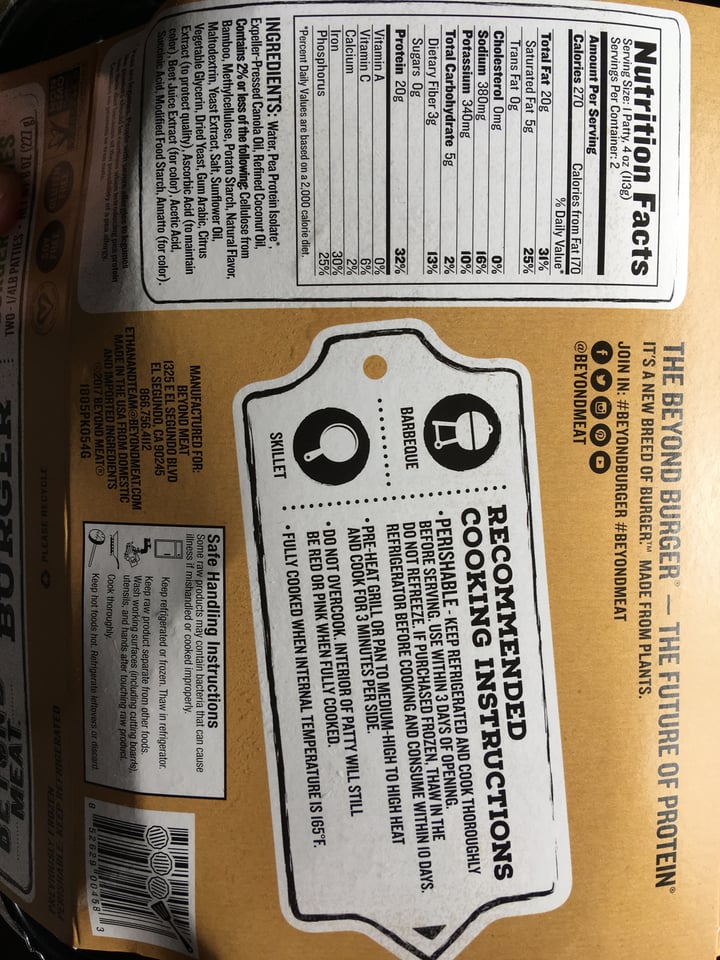 Nutrition Facts
Serving Size: 1 Patty, 4 oz (113g)
Servings Per Container: 2
Amount Per Serving
Calories 270 Calories from Fat 170
% Daily Value*
Total Fat 20g 31%
Saturated Fat 5g 25%
Trans Fat 0g
Cholesterol 0mg 0%
Sodium 380mg 16%
Potassium 340mg 10%
Total Carbohydrate 5g 2%
Dietary Fiber 3g 13%
Sugars 0g
Protein 20g 32%
Vitamin A 0%
Vitamin C 6%
Calcium 2%
Iron 30%
Phosphorus 25%
*Percent Daily Values are based on a 2,000 calorie diet.
INGREDIENTS: Water, Pea Protein Isolate*,
Expeller-Pressed Canola Oil, Refined Coconut Oil,
Contains 2% or less of the following: Cellulose from
Bamboo, Methylcellulose, Potato Starch, Natural Flavor,
Maltodextrin, Yeast Extract, Salt, Sunflower Oil,
Vegetable Glycerin, Dried Yeast, Gum Arabic, Citrus
Extract (to protect quality), Ascorbic Acid (to maintain
color), Beet Juice Extract (for color), Acetic Acid,
Succinic Acid, Modified Food Starch, Annatto (for color).
THE BEYOND BURGER® — THE FUTURE OF PROTEIN®
IT'S A NEW BREED OF BURGER.™ MADE FROM PLANTS.
JOIN IN: #BEYONDBURGER #BEYONDMEAT
@BEYONDMEAT
RECOMMENDED
COOKING INSTRUCTIONS
BARBEQUE
SKILLET
•PERISHABLE - KEEP REFRIGERATED AND COOK THOROUGHLY
BEFORE SERVING. USE WITHIN 3 DAYS OF OPENING.
DO NOT REFREEZE. IF PURCHASED FROZEN, THAW IN THE
REFRIGERATOR BEFORE COOKING AND CONSUME WITHIN 10 DAYS.
•PRE-HEAT GRILL OR PAN TO MEDIUM-HIGH TO HIGH HEAT
AND COOK FOR 3 MINUTES PER SIDE.
•DO NOT OVERCOOK. INTERIOR OF PATTY WILL STILL
BE RED OR PINK WHEN FULLY COOKED.
•FULLY COOKED WHEN INTERNAL TEMPERATURE IS 165°F.
MANUFACTURED FOR:
BEYOND MEAT
1325 E EL SEGUNDO BLVD
EL SEGUNDO, CA 90245
866.756.4112
ETHANANDTEAM@BEYONDMEAT.COM
MADE IN THE USA FROM DOMESTIC
AND IMPORTED INGREDIENTS
©2017 BEYOND MEAT®
1B05PK054G
Safe Handling Instructions
Some raw products may contain bacteria that can cause
illness if mishandled or cooked improperly.
Keep refrigerated or frozen. Thaw in refrigerator.
Keep raw product separate from other foods.
Wash working surfaces (including cutting boards),
utensils, and hands after touching raw product.
Cook thoroughly.
Keep hot foods hot. Refrigerate leftovers or discard.
8 52629 00458 3
PLEASE RECYCLE
BURGER
MEAT